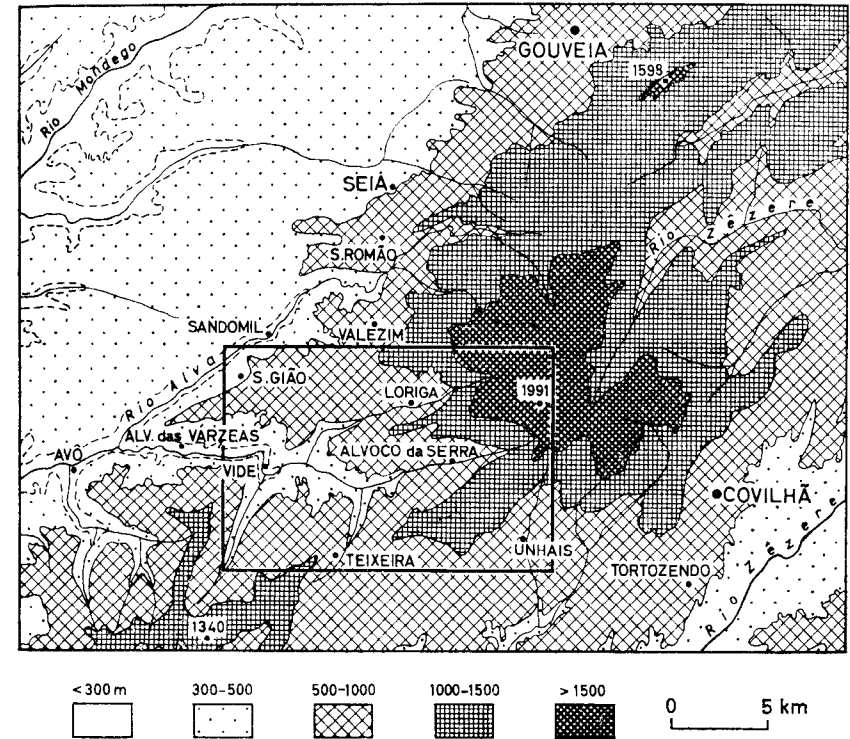 GOUVEIA
1598
Rio Mondego
SEIÁ
Rio Zêzere
S.ROMÃO
SANDOMIL
VALEZIM
S.GIÃO
LORIGA
1991
Rio Alva
ALV. das VARZEAS
ALVOCO da SERRA
AVÔ
VIDE
COVILHÃ
UNHAIS
TEIXEIRA
TORTOZENDO
Rio Zêzere
1340
<300 m
300-500
500-1000
1000-1500
>1500
0
5 km